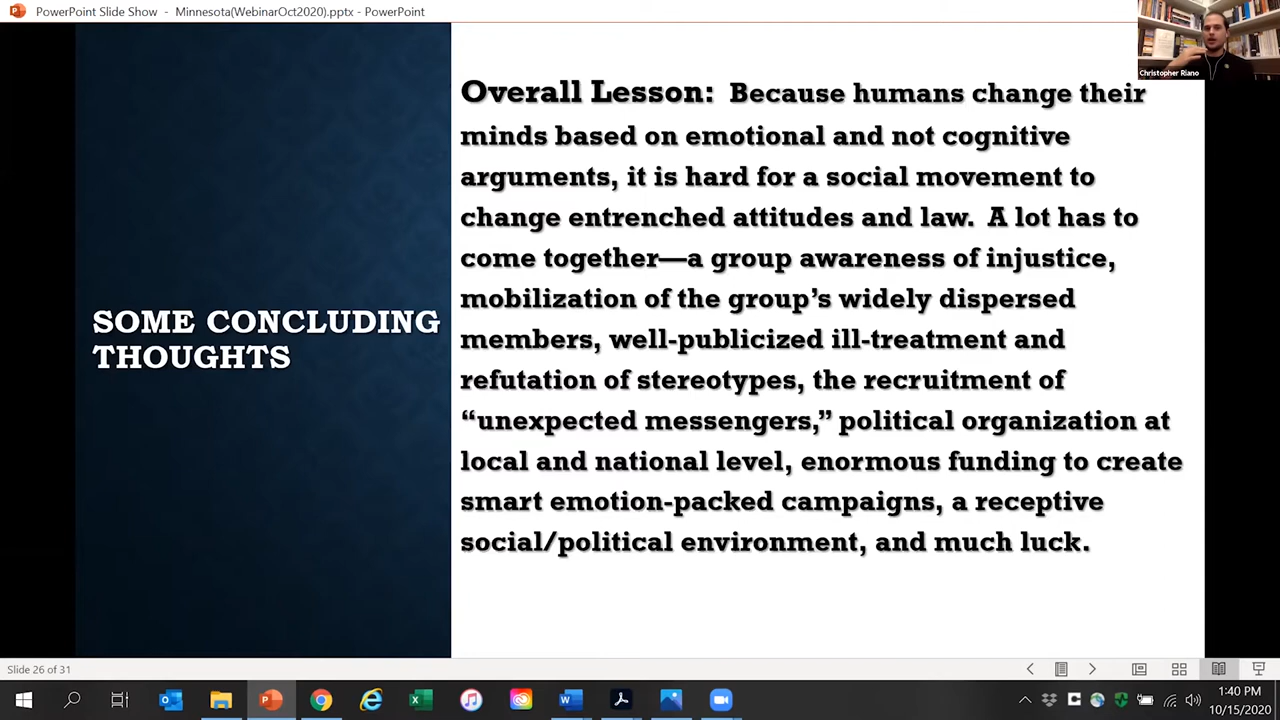 PowerPoint Slide Show - Minnesota(WebinarOct2020).pptx - PowerPoint
Christopher Riano
SOME CONCLUDING
THOUGHTS
Overall Lesson: Because humans change their
minds based on emotional and not cognitive
arguments, it is hard for a social movement to
change entrenched attitudes and law. A lot has to
come together—a group awareness of injustice,
mobilization of the group’s widely dispersed
members, well-publicized ill-treatment and
refutation of stereotypes, the recruitment of
“unexpected messengers,” political organization at
local and national level, enormous funding to create
smart emotion-packed campaigns, a receptive
social/political environment, and much luck.
Slide 26 of 31
1:40 PM
10/15/2020